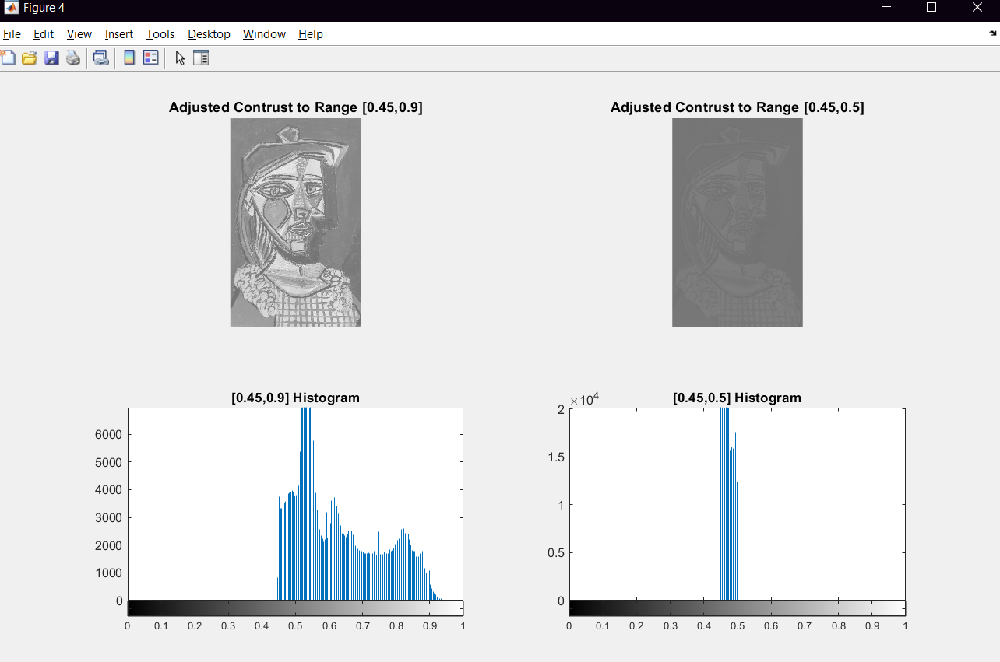 Figure 4
File Edit View Insert Tools Desktop Window Help
Adjusted Contrust to Range [0.45,0.9]
Adjusted Contrust to Range [0.45,0.5]
[0.45,0.9] Histogram
6000
5000
4000
3000
2000
1000
0
0 0.1 0.2 0.3 0.4 0.5 0.6 0.7 0.8 0.9 1
[0.45,0.5] Histogram
×10⁴
2
1.5
1
0.5
0
0 0.1 0.2 0.3 0.4 0.5 0.6 0.7 0.8 0.9 1